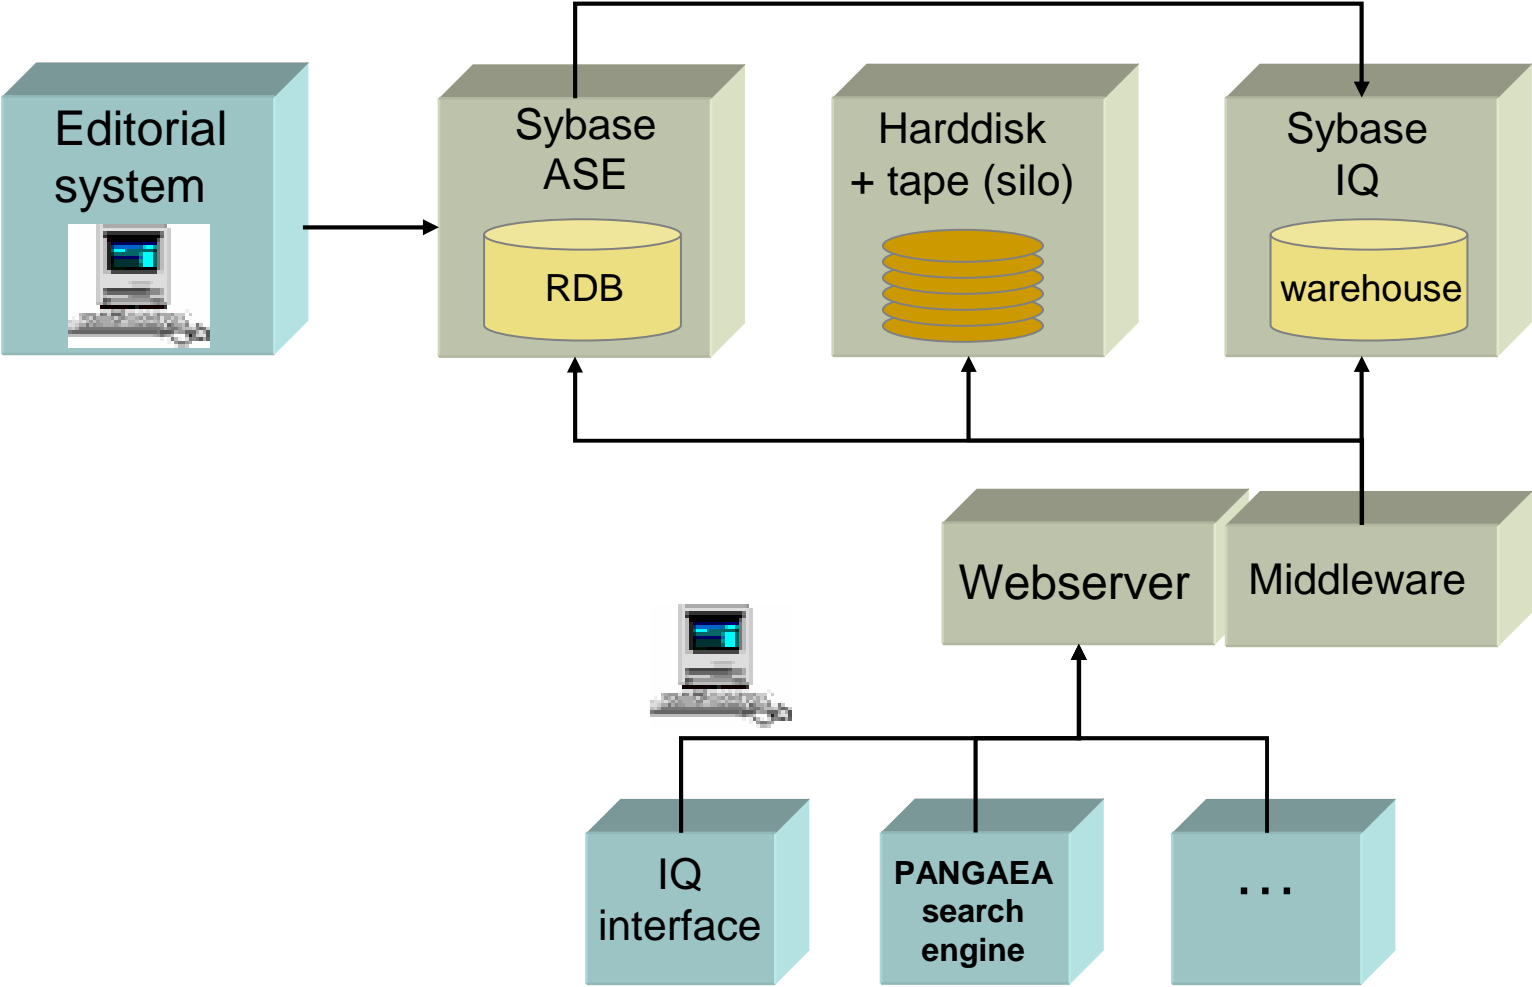 Editorial
system
Sybase
ASE
RDB
Harddisk
+ tape (silo)
Sybase
IQ
warehouse
Webserver
Middleware
IQ
interface
PANGAEA
search
engine
...